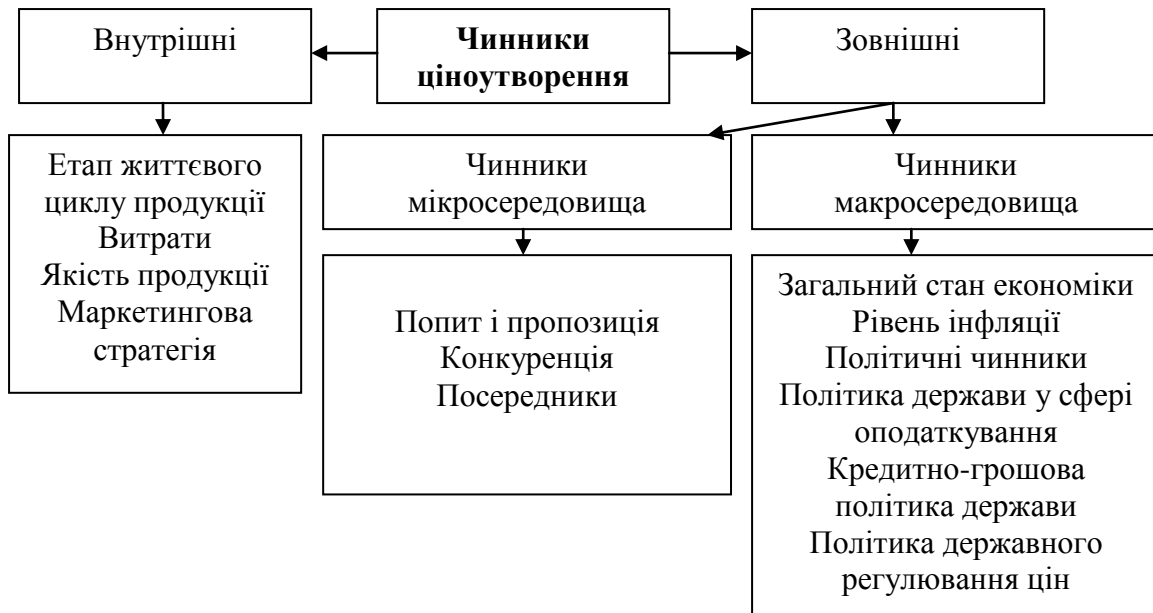 Внутрішні
Чинники
ціноутворення
Зовнішні
Етап життєвого
циклу продукції
Витрати
Якість продукції
Маркетингова
стратегія
Чинники
мікросередовища
Чинники
макросередовища
Попит і пропозиція
Конкуренція
Посередники
Загальний стан економіки
Рівень інфляції
Політичні чинники
Політика держави у сфері
оподаткування
Кредитно-грошова
політика держави
Політика державного
регулювання цін